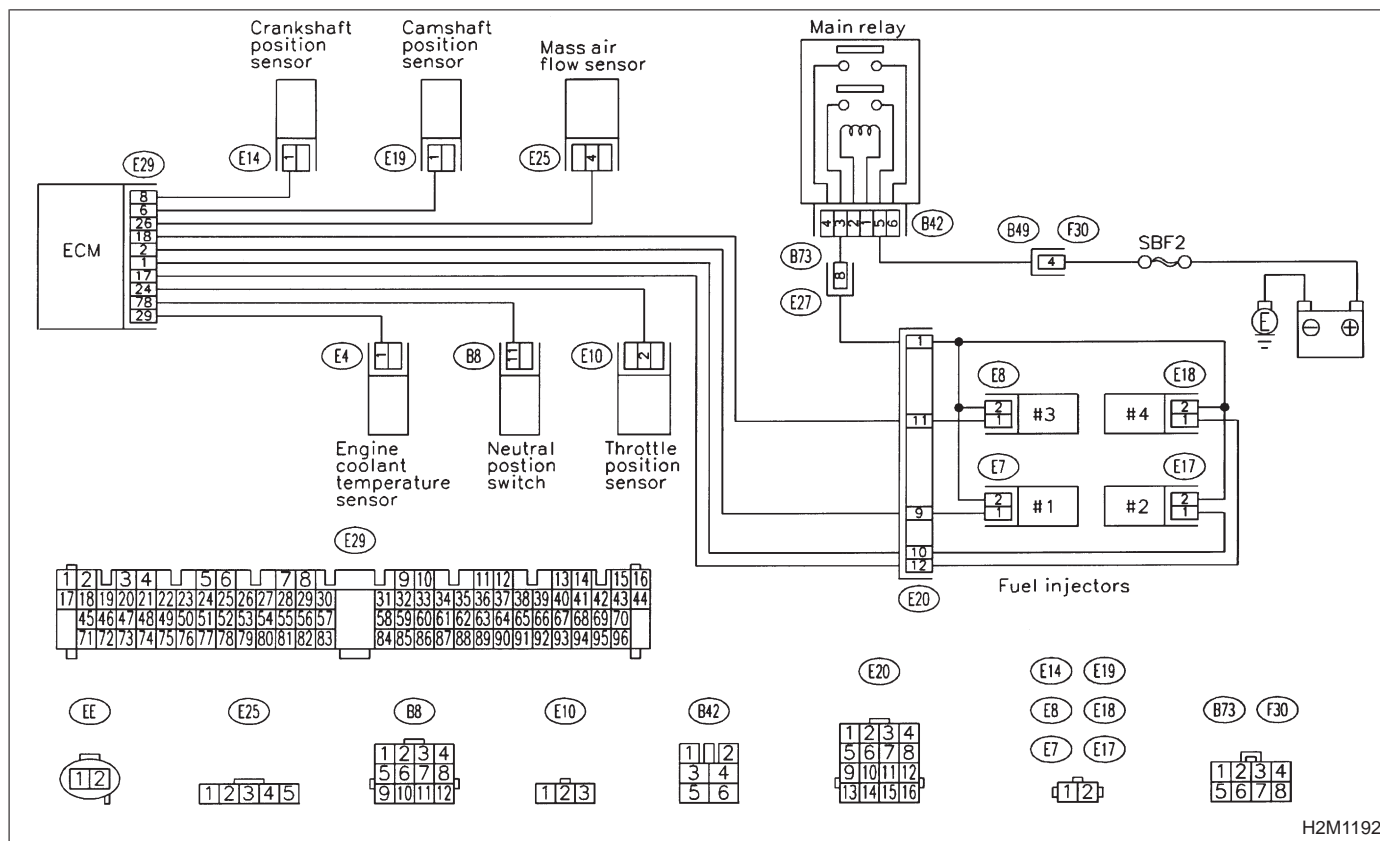 Crankshaft
position
sensor
Camshaft
position
sensor
Mass air
flow sensor
Main relay
E14
1
E19
1
E25
4
E29
ECM
8
6
26
18
2
1
17
24
78
29
4 3 2 1 5 6
B42
B73
8
E27
B49
F30
4
SBF2
E
⊖ ⊕
E4
1
B8
11
E10
2
Engine
coolant
temperature
sensor
Neutral
postion
switch
Throttle
position
sensor
1
11
9
10
12
E20
E8
2
1
#3
E18
#4
2
1
E7
2
1
#1
E17
#2
2
1
Fuel injectors
E29
1 2 3 4 5 6 7 8 9 10 11 12 13 14 15 16
17 18 19 20 21 22 23 24 25 26 27 28 29 30 31 32 33 34 35 36 37 38 39 40 41 42 43 44
45 46 47 48 49 50 51 52 53 54 55 56 57 58 59 60 61 62 63 64 65 66 67 68 69 70
71 72 73 74 75 76 77 78 79 80 81 82 83 84 85 86 87 88 89 90 91 92 93 94 95 96
EE
1 2
E25
1 2 3 4 5
B8
1 2 3 4
5 6 7 8
9 10 11 12
E10
1 2 3
B42
1 2
3 4
5 6
E20
1 2 3 4
5 6 7 8
9 10 11 12
13 14 15 16
E14 E19
E8 E18
E7 E17
1 2
B73 F30
1 2 3 4
5 6 7 8
H2M1192